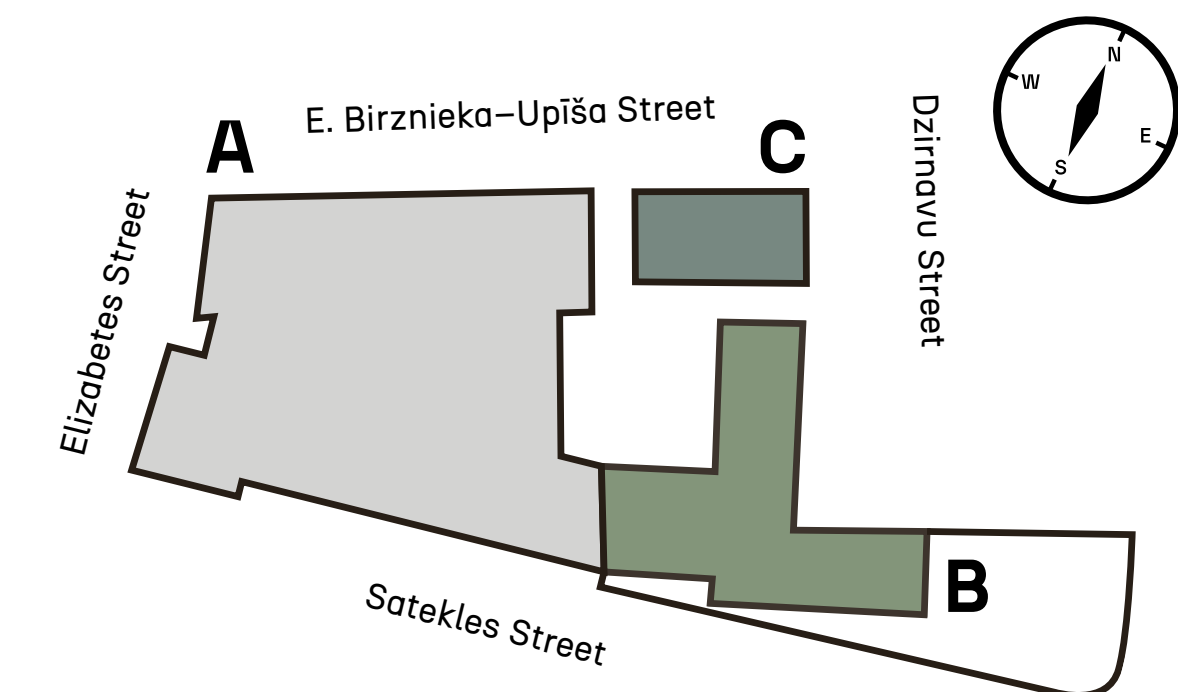 E. Birznieka–Upīša Street
A
C
Dzirnavu Street
N
W
E
S
Elizabetes Street
B
Satekles Street